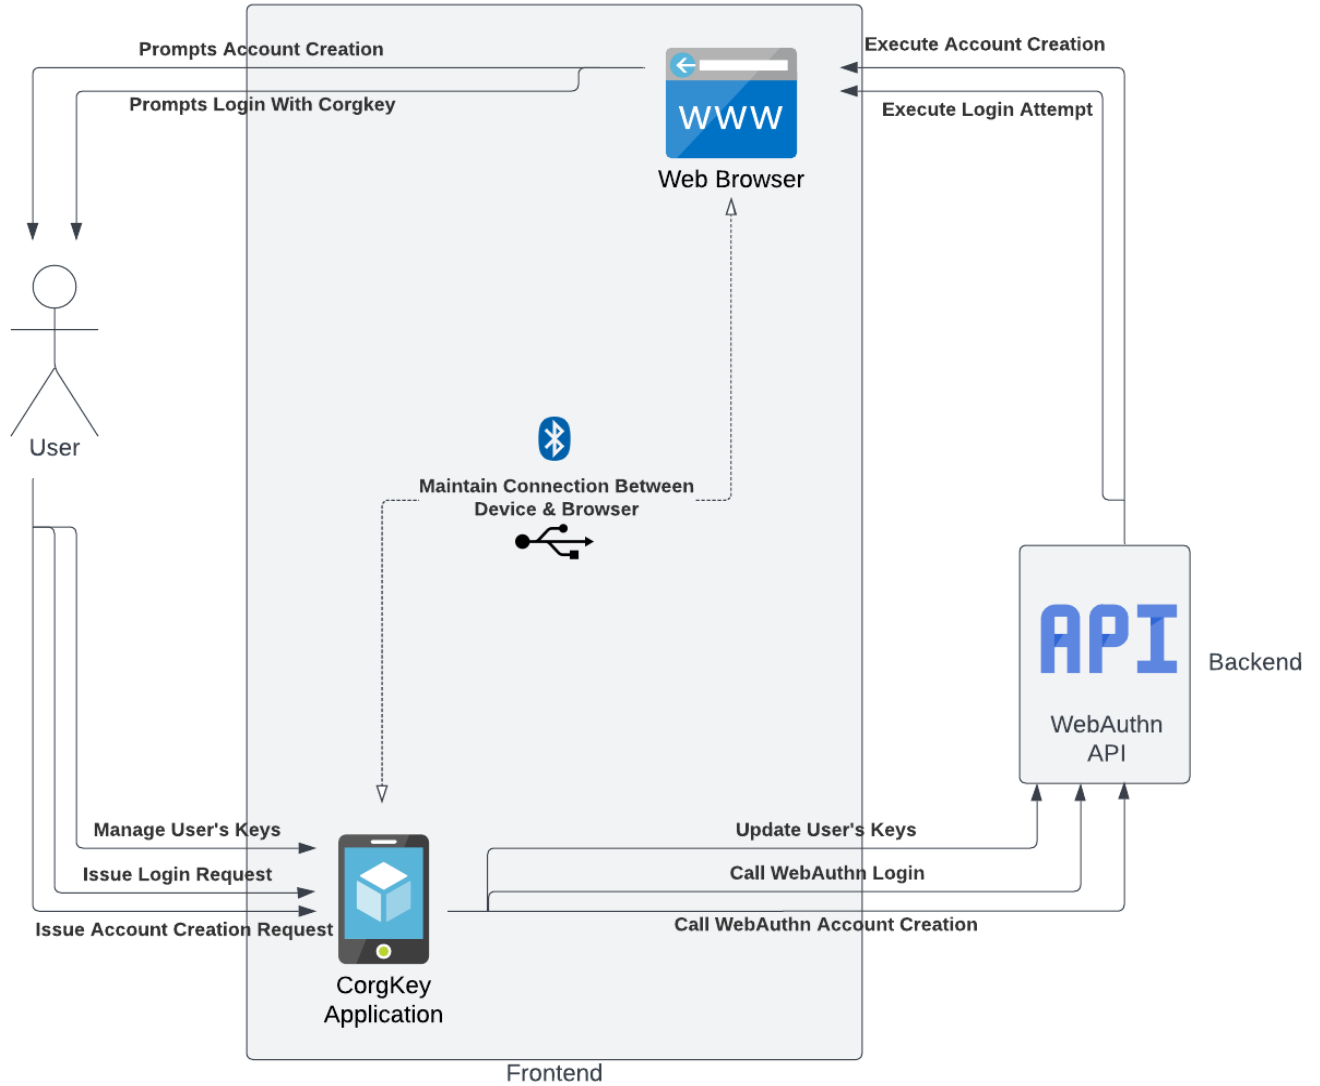 Prompts Account Creation
Execute Account Creation
Prompts Login With Corgkey
Execute Login Attempt
WWW
Web Browser
User
Maintain Connection Between
Device & Browser
API
Backend
WebAuthn
API
Manage User's Keys
Update User's Keys
Issue Login Request
Call WebAuthn Login
Issue Account Creation Request
Call WebAuthn Account Creation
CorgKey
Application
Frontend